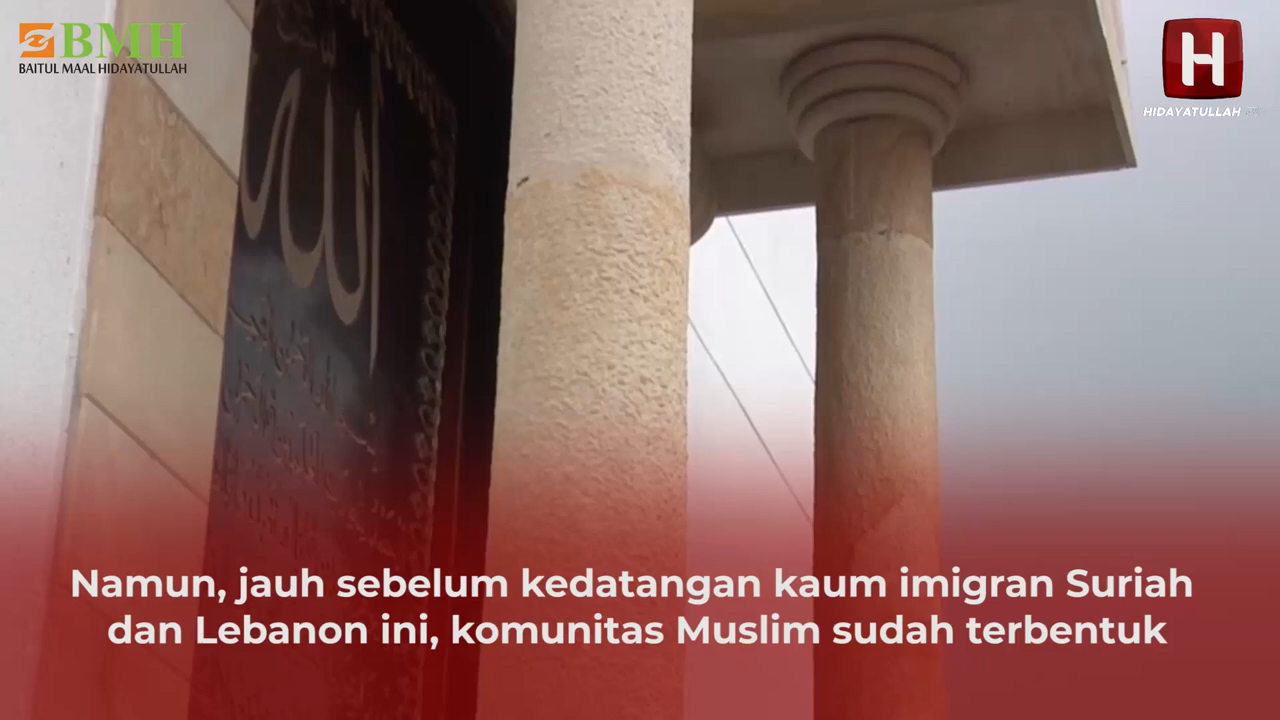 BMH
BAITUL MAAL HIDAYATULLAH
H
HIDAYATULLAH
الله
Namun, jauh sebelum kedatangan kaum imigran Suriah
dan Lebanon ini, komunitas Muslim sudah terbentuk